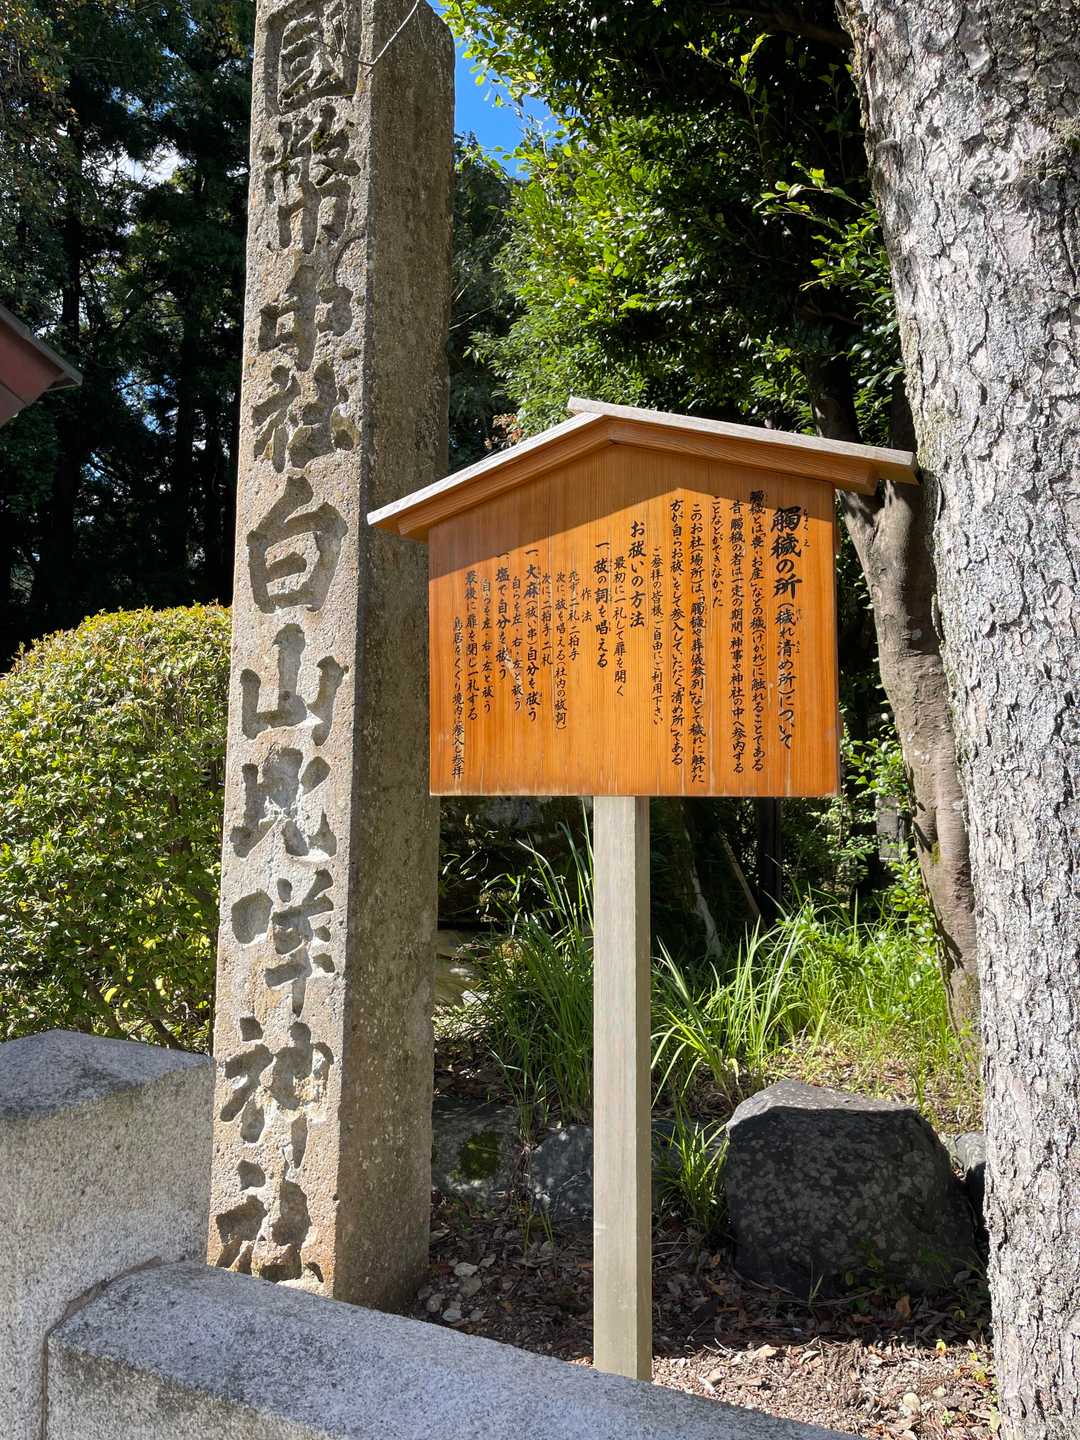 國幣中社白山比咩神社
觸穢の所(穢れ清め所)について
觸穢とは喪・お産」などの穢(けがれ)に触れることである
昔、觸穢の者は一定の期間、神事や神社の中へ参内する
ことなどができなかった
このお社(場所)は、「觸穢や葬儀参列」などで穢れに触れた
方が自らお祓いをして参入していただく「清め所」である
ご参拝の皆様、ご自由にご利用下さい
お祓いの方法
最初に一礼して扉を開く
一、祓の詞を唱える
作法
先ず二礼二拍手
次に祓を唱える(社内の祓詞)
次に二拍手二礼
一、大麻(祓い串)で自分を祓う
自らを左・右・左と祓う
一、塩で自分を祓う
自らを左・右・左と祓う
最後に扉を閉じ一礼する
鳥居をくぐり境内に参入し参拝